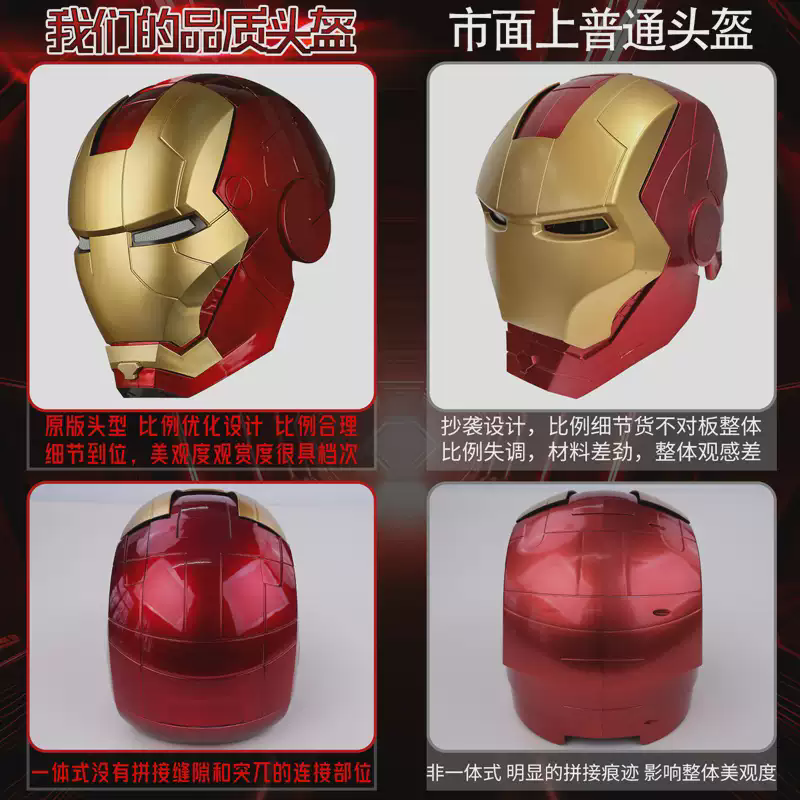 我们的品质头盔
市面上普通头盔
原版头型 比例优化设计 比例合理
细节到位，美观度观赏度很具档次
抄袭设计，比例细节货不对板整体
比例失调，材料差劲，整体观感差
一体式没有拼接缝隙和突兀的连接部位
非一体式 明显的拼接痕迹 影响整体美观度